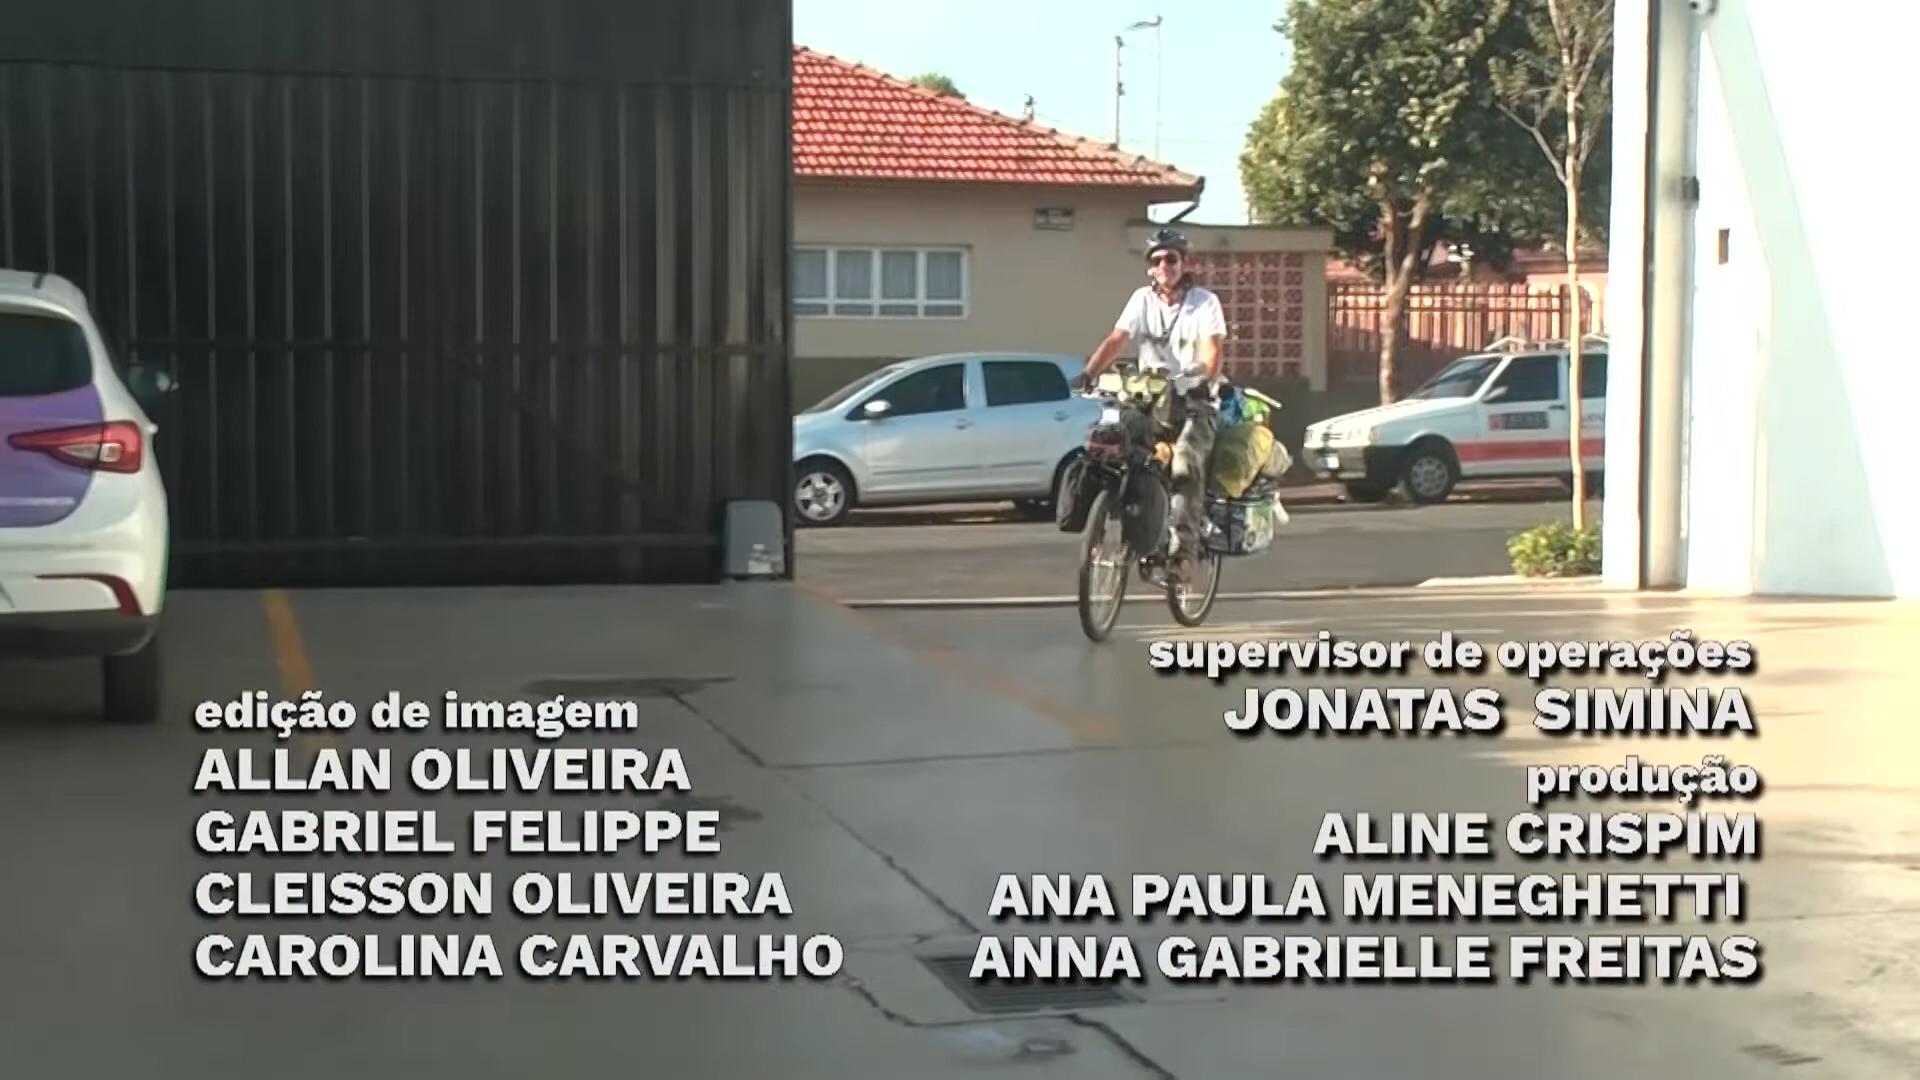 edição de imagem
ALLAN OLIVEIRA
GABRIEL FELIPPE
CLEISSON OLIVEIRA
CAROLINA CARVALHO
supervisor de operações
JONATAS SIMINA
produção
ALINE CRISPIM
ANA PAULA MENEGHETTI
ANNA GABRIELLE FREITAS